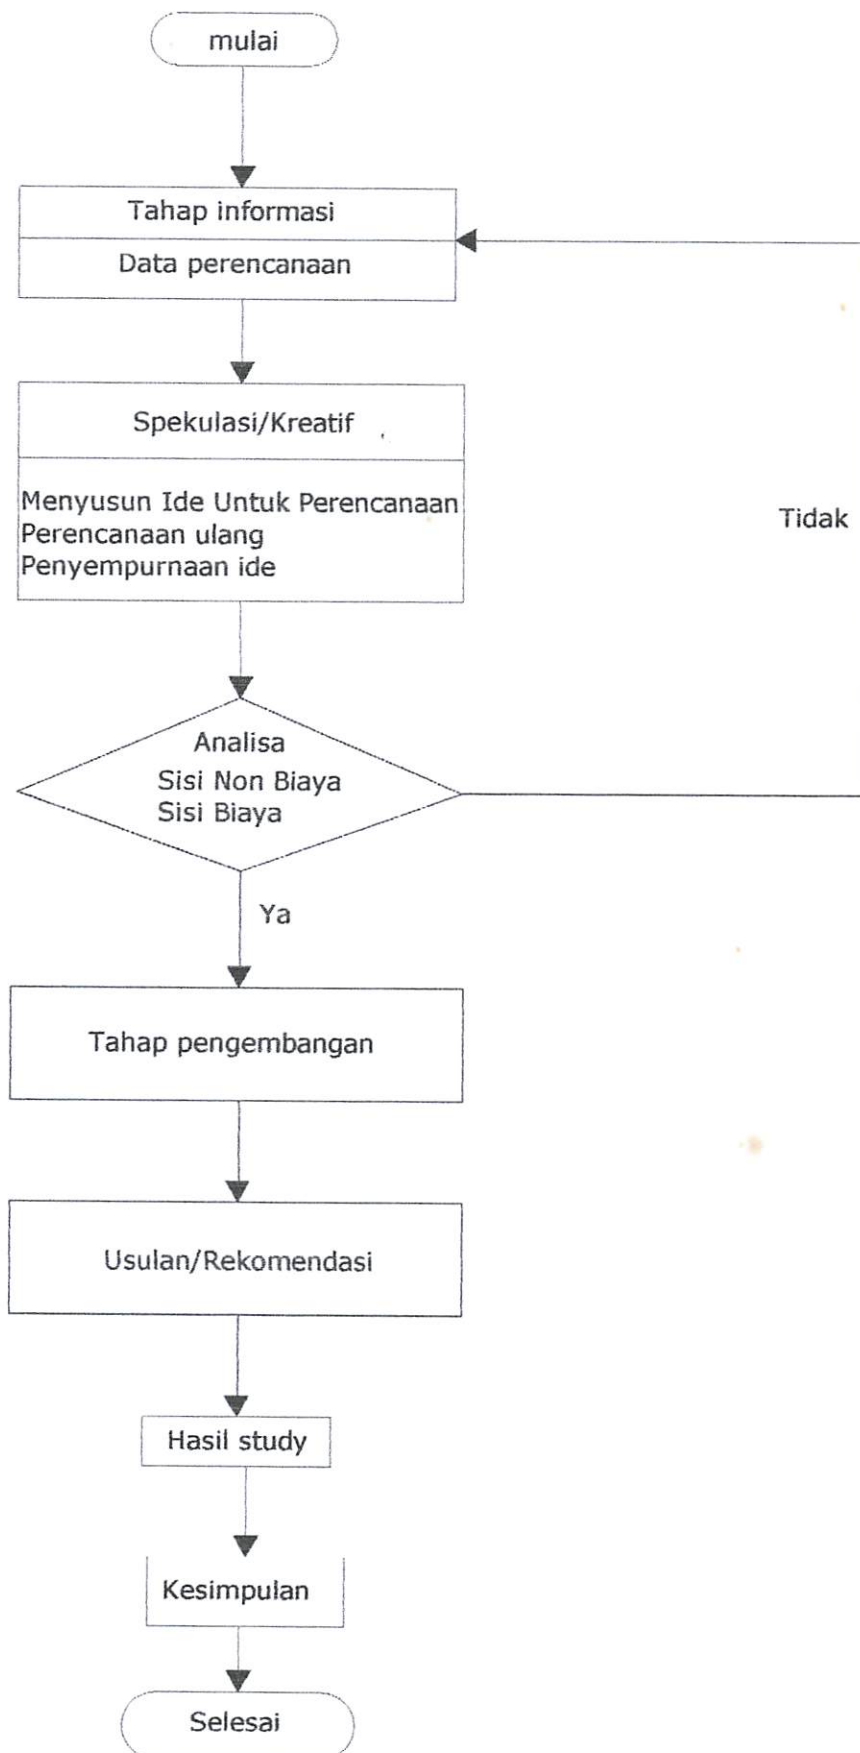 mulai
Tahap informasi
Data perencanaan
Spekulasi/Kreatif
Menyusun Ide Untuk Perencanaan
Perencanaan ulang
Penyempurnaan ide
Tidak
Analisa
Sisi Non Biaya
Sisi Biaya
Ya
Tahap pengembangan
Usulan/Rekomendasi
Hasil study
Kesimpulan
Selesai